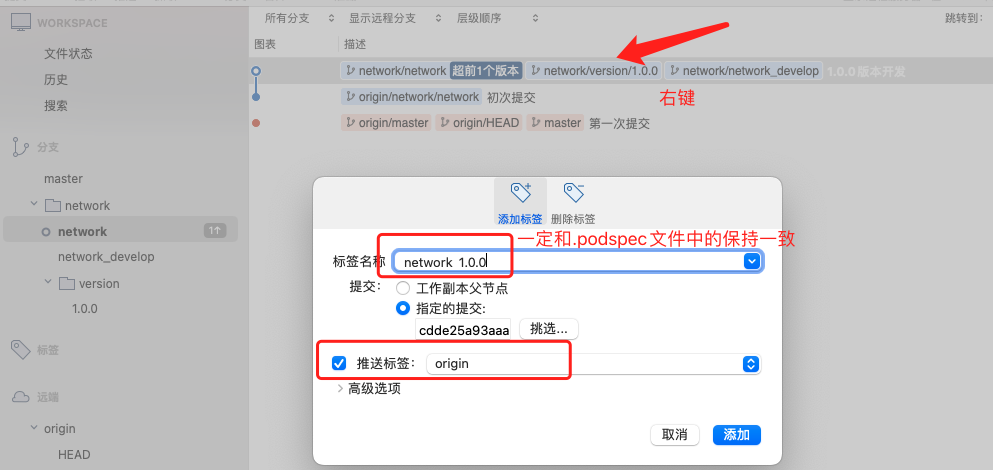 WORKSPACE
文件状态
历史
搜索
分支
master
network
network 1↑
network_develop
version
1.0.0
标签
远端
origin
HEAD
所有分支 显示远程分支 层级顺序 跳转到:
图表 描述
network/network 超前1个版本 network/version/1.0.0 network/network_develop 1.0.0版本开发
右键
origin/network/network 初次提交
origin/master origin/HEAD master 第一次提交
添加标签 删除标签
一定和.podspec文件中的保持一致
标签名称 network 1.0.0
提交: 工作副本父节点
指定的提交:
cdde25a93aaa 挑选...
推送标签: origin
高级选项
取消 添加